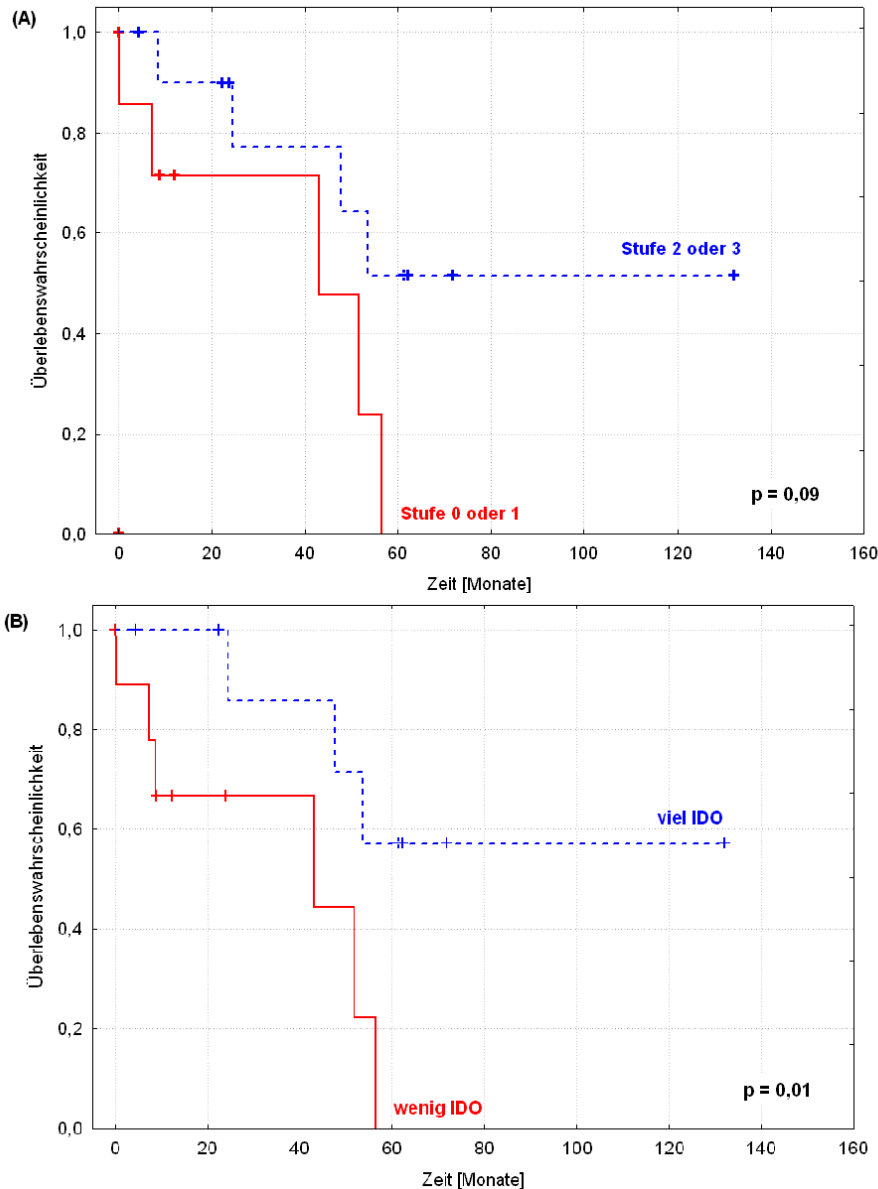 (A)
1,0
0,8
0,6
0,4
0,2
0,0
Überlebenswahrscheinlichkeit
Stufe 2 oder 3
p = 0,09
Stufe 0 oder 1
0 20 40 60 80 100 120 140 160
Zeit [Monate]
(B)
1,0
0,8
0,6
0,4
0,2
0,0
Überlebenswahrscheinlichkeit
viel IDO
p = 0,01
wenig IDO
0 20 40 60 80 100 120 140 160
Zeit [Monate]